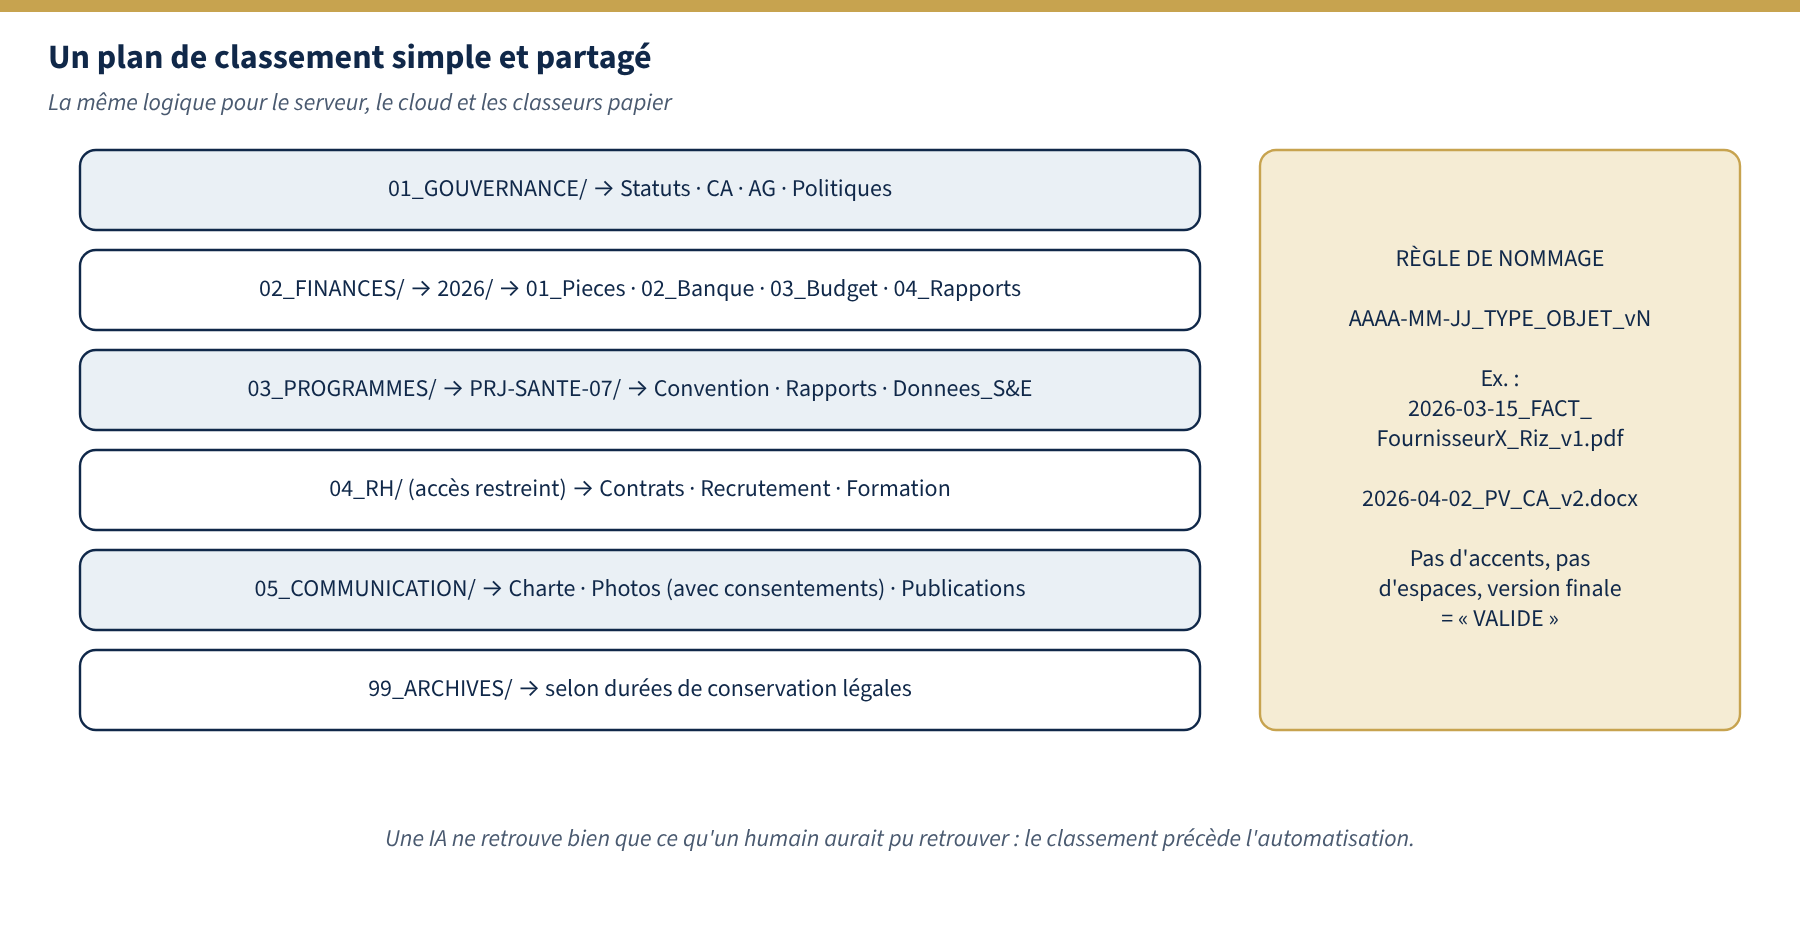 Un plan de classement simple et partagé
La même logique pour le serveur, le cloud et les classeurs papier
01_GOUVERNANCE/ → Statuts · CA · AG · Politiques
02_FINANCES/ → 2026/ → 01_Pieces · 02_Banque · 03_Budget · 04_Rapports
03_PROGRAMMES/ → PRJ-SANTE-07/ → Convention · Rapports · Donnees_S&E
04_RH/ (accès restreint) → Contrats · Recrutement · Formation
05_COMMUNICATION/ → Charte · Photos (avec consentements) · Publications
99_ARCHIVES/ → selon durées de conservation légales
RÈGLE DE NOMMAGE
AAAA-MM-JJ_TYPE_OBJET_vN
Ex. :
2026-03-15_FACT_
FournisseurX_Riz_v1.pdf
2026-04-02_PV_CA_v2.docx
Pas d'accents, pas
d'espaces, version finale
= « VALIDE »
Une IA ne retrouve bien que ce qu'un humain aurait pu retrouver : le classement précède l'automatisation.